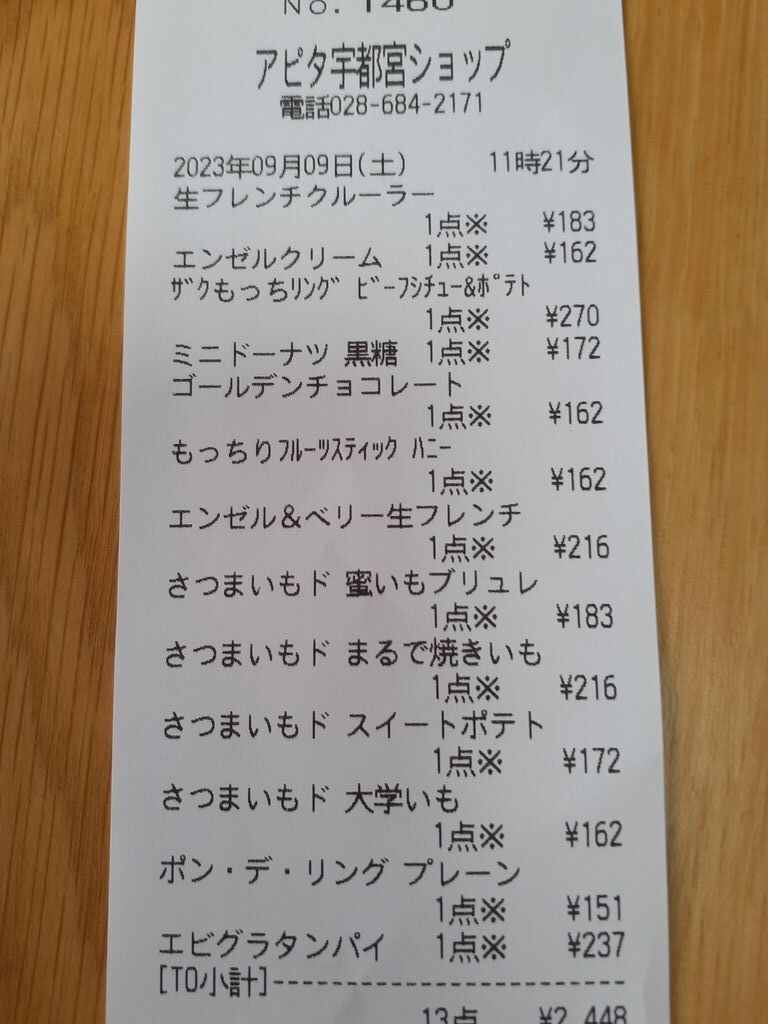 No. 1480
アピタ宇都宮ショップ
電話028-684-2171
2023年09月09日(土) 11時21分
生フレンチクルーラー
1点※ ¥183
エンゼルクリーム 1点※ ¥162
ｻﾞｸもっちﾘﾝｸﾞ ﾋﾞｰﾌｼﾁｭｰ&ﾎﾟﾃﾄ
1点※ ¥270
ミニドーナツ 黒糖 1点※ ¥172
ゴールデンチョコレート
1点※ ¥162
もっちりﾌﾙｰﾂｽﾃｨｯｸ ﾊﾆｰ
1点※ ¥162
エンゼル＆ベリー生フレンチ
1点※ ¥216
さつまいもド 蜜いもブリュレ
1点※ ¥183
さつまいもド まるで焼きいも
1点※ ¥216
さつまいもド スイートポテト
1点※ ¥172
さつまいもド 大学いも
1点※ ¥162
ポン・デ・リング プレーン
1点※ ¥151
エビグラタンパイ 1点※ ¥237
[TO小計]------------------------
13点 ¥2,448